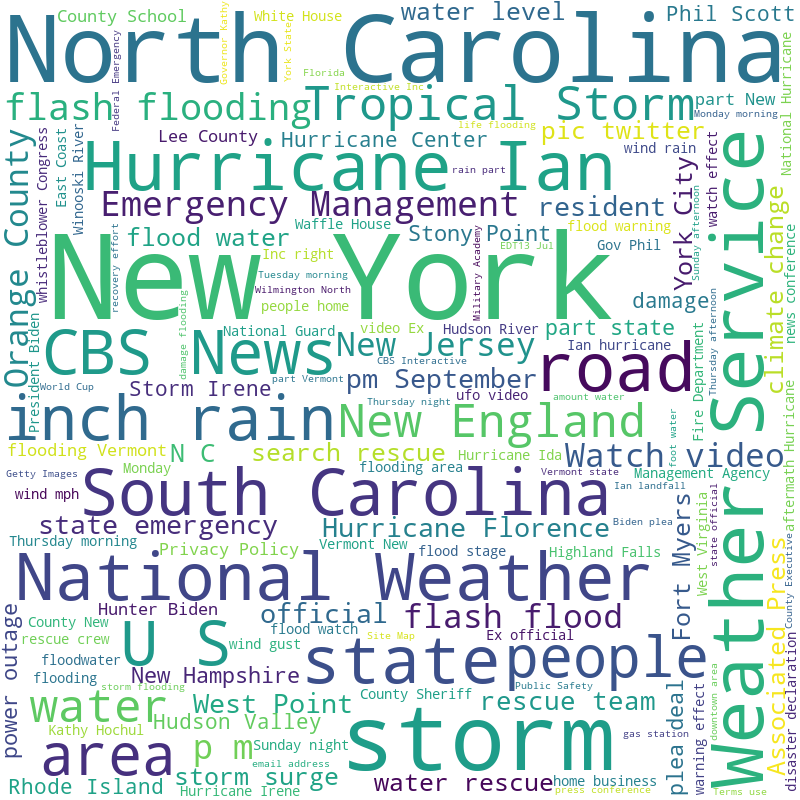 County School
White House
Governor Kathy
York State
Florida
water level
Phil Scott
North Carolina
Federal Emergency
Interactive Inc
flash flooding
Tropical Storm
part New
Monday morning
National Hurricane
Orange County
Whistleblower Congress
East Coast
Winooski River
Lee County
Hurricane Center
life flooding
pic twitter
wind rain
York City
watch effect
Hurricane Ian
rain part
Emergency Management
resident
Sunday afternoon
climate change
news conference
Weather Service
recovery effort
flood water
Waffle House
Stony Point
flood warning
Military Academy
EDT13 Jul
Gov Phil
Inc right
Tuesday morning
New York
Wilmington North
people home
damage
President Biden
damage flooding
National Guard
video Ex
Hudson River
part state
Thursday afternoon
Fire Department
CBS News
New Jersey
Ian hurricane
CBS Interactive
road
World Cup
Storm Irene
part Vermont
pm September
ufo video
amount water
Thursday night
inch rain
New England
flooding Vermont
N C
search rescue
Hurricane Ida
Watch video
foot water
aftermath Hurricane
Getty Images
Monday
flooding area
Vermont state
Management Agency
wind mph
South Carolina
Ian landfall
state emergency
Hurricane Florence
Biden plea
Fort Myers
West Virginia
state official
Associated Press
County Executive
Thursday morning
Privacy Policy
Vermont New
flood stage
Highland Falls
National Weather
power outage
Hunter Biden
official
flash flood
County New
rescue crew
flood watch
Site Map
Ex official
floodwater
U S
wind gust
state
people
flooding
New Hampshire
storm flooding
County Sheriff
Public Safety
plea deal
warning effect
downtown area
disaster declaration
water
West Point
rescue team
Kathy Hochul
Hudson Valley
storm
gas station
area
p m
Sunday night
email address
Rhode Island
storm surge
Hurricane Irene
water rescue
home business
press conference
Terms use